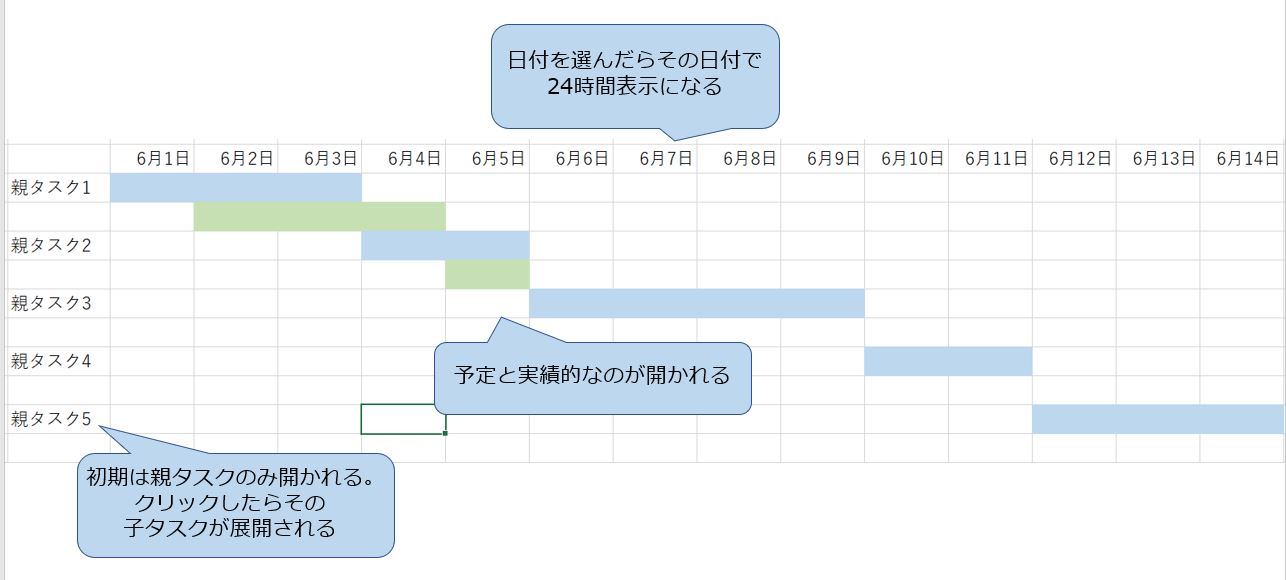 日付を選んだらその日付で
24時間表示になる
6月1日 6月2日 6月3日 6月4日 6月5日 6月6日 6月7日 6月8日 6月9日 6月10日 6月11日 6月12日 6月13日 6月14日
親タスク1
親タスク2
親タスク3
親タスク4
予定と実績的なのが開かれる
親タスク5
初期は親タスクのみ開かれる。
クリックしたらその
子タスクが展開される